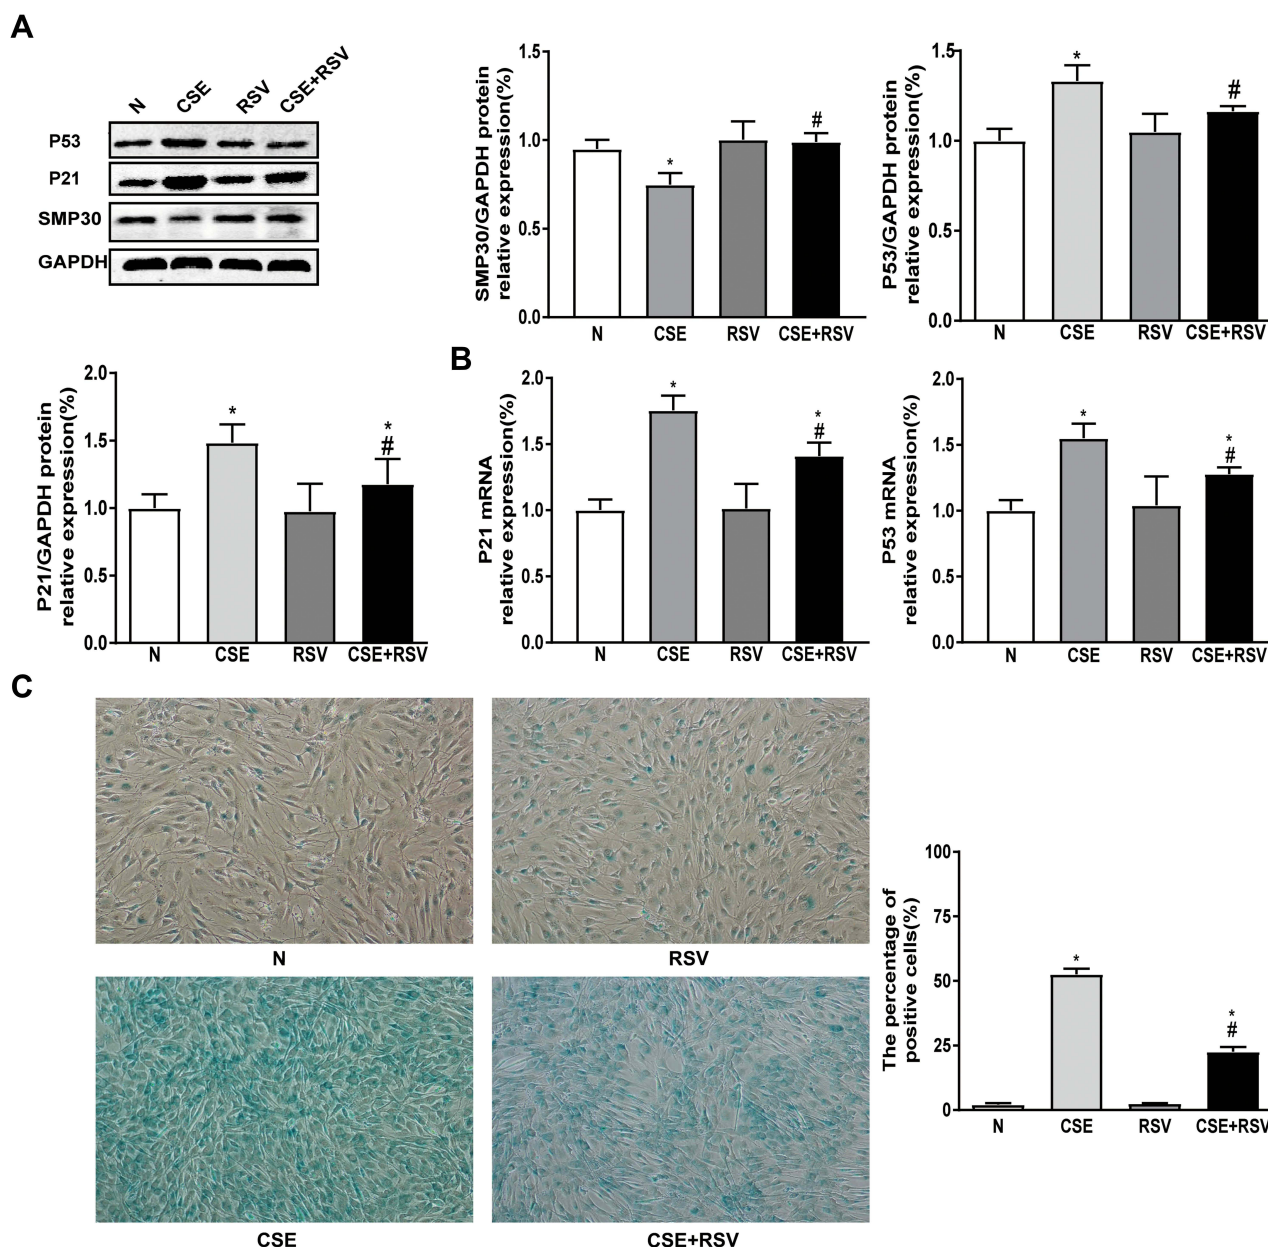 A
N CSE RSV CSE+RSV
P53
P21
SMP30
GAPDH
SMP30/GAPDH protein
relative expression(%)
1.5
1.0
0.5
0.0
N CSE RSV CSE+RSV
*
#
P53/GAPDH protein
relative expression(%)
1.5
1.0
0.5
0.0
N CSE RSV CSE+RSV
*
#
P21/GAPDH protein
relative expression(%)
2.0
1.5
1.0
0.5
0.0
N CSE RSV CSE+RSV
*
*
#
B
P21 mRNA
relative expression(%)
2.0
1.5
1.0
0.5
0.0
N CSE RSV CSE+RSV
*
*
#
P53 mRNA
relative expression(%)
2.0
1.5
1.0
0.5
0.0
N CSE RSV CSE+RSV
*
*
#
C
N
RSV
CSE
CSE+RSV
The percentage of
positive cells(%)
100
75
50
25
0
N CSE RSV CSE+RSV
*
*
#